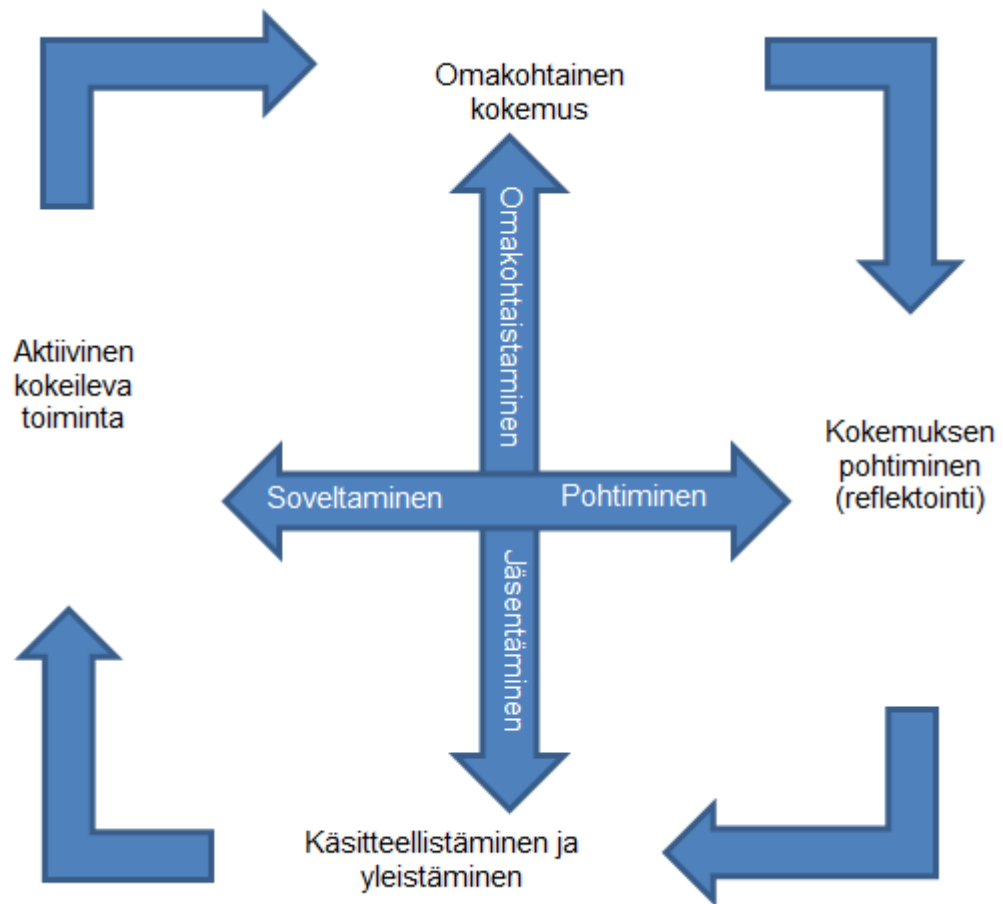 Omakohtainen
kokemus
Omakohtaistaminen
Aktiivinen
kokeileva
toiminta
Kokemuksen
pohtiminen
(reflektointi)
Soveltaminen
Pohtiminen
Jäsentäminen
Käsitteellistäminen ja
yleistäminen